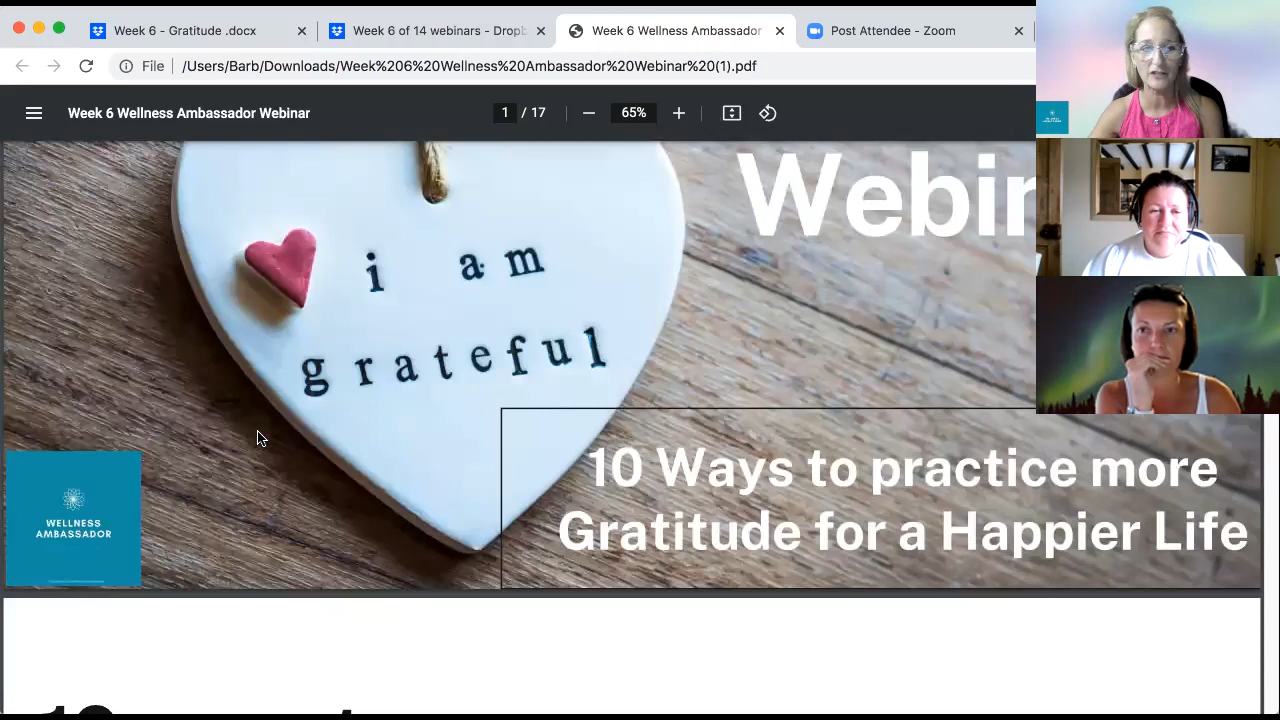 Week 6 - Gratitude .docx
Week 6 of 14 webinars - Dropb
Week 6 Wellness Ambassador
Post Attendee - Zoom
File
/Users/Barb/Downloads/Week%206%20Wellness%20Ambassador%20Webinar%20(1).pdf
Week 6 Wellness Ambassador Webinar
1 / 17
65%
Webin
i am
grateful
10 Ways to practice more
Gratitude for a Happier Life
WELLNESS
AMBASSADOR